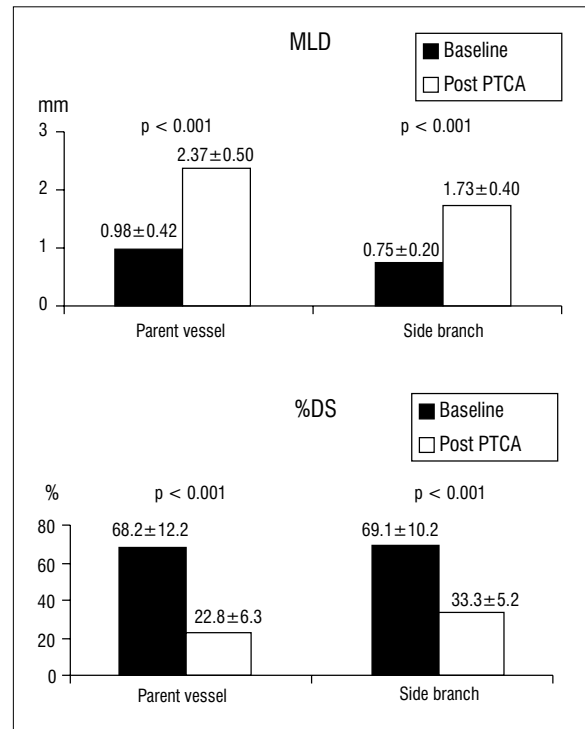 MLD
Baseline
Post PTCA
mm
p < 0.001 p < 0.001
3
2.37±0.50
2
1.73±0.40
0.98±0.42
1
0.75±0.20
0
Parent vessel Side branch
%DS
Baseline
Post PTCA
%
p < 0.001 p < 0.001
80
68.2±12.2 69.1±10.2
60
40
22.8±6.3 33.3±5.2
20
0
Parent vessel Side branch